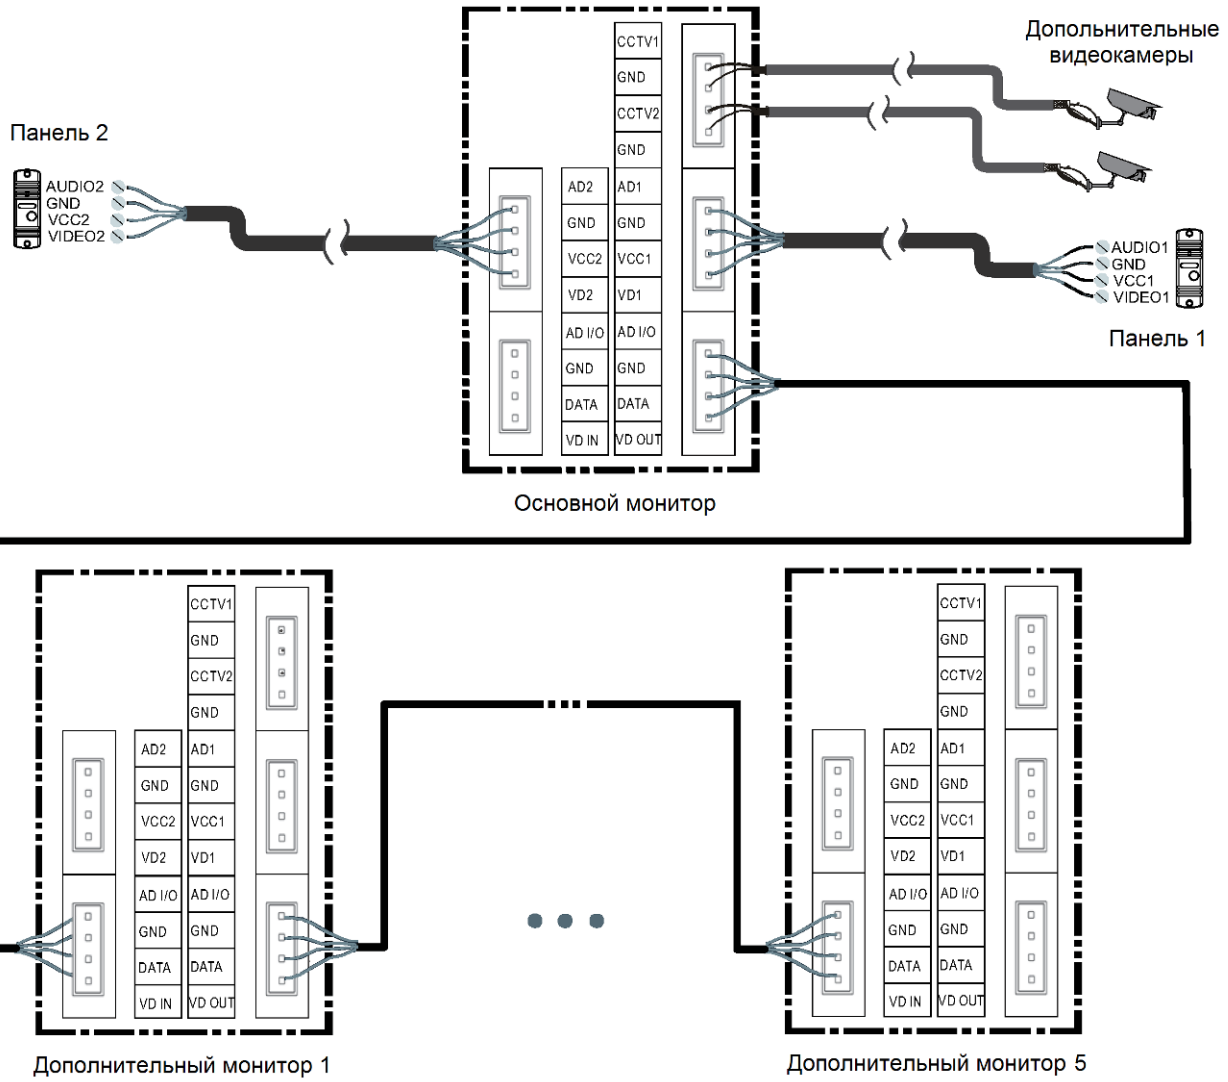 Допольнительные
видеокамеры
Панель 2
AUDIO2
GND
VCC2
VIDEO2
CCTV1
GND
CCTV2
GND
AD2 AD1
GND GND
VCC2 VCC1
VD2 VD1
AD I/O AD I/O
GND GND
DATA DATA
VD IN VD OUT
AUDIO1
GND
VCC1
VIDEO1
Панель 1
Основной монитор
CCTV1
GND
CCTV2
GND
AD2 AD1
GND GND
VCC2 VCC1
VD2 VD1
AD I/O AD I/O
GND GND
DATA DATA
VD IN VD OUT
Дополнительный монитор 1
CCTV1
GND
CCTV2
GND
AD2 AD1
GND GND
VCC2 VCC1
VD2 VD1
AD I/O AD I/O
GND GND
DATA DATA
VD IN VD OUT
Дополнительный монитор 5